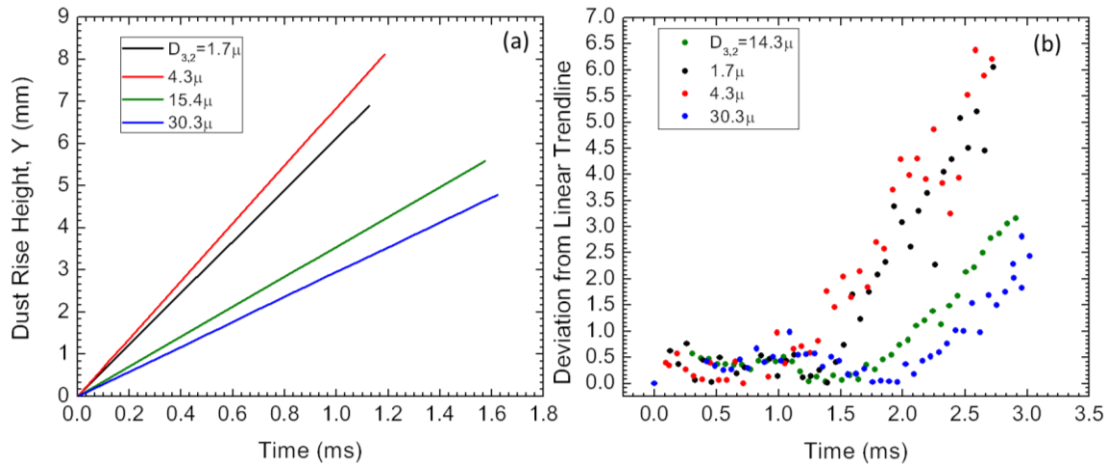 (a)
D3,2=1.7μ
4.3μ
15.4μ
30.3μ
Dust Rise Height, Y (mm)
9
8
7
6
5
4
3
2
1
0
0.0 0.2 0.4 0.6 0.8 1.0 1.2 1.4 1.6 1.8
Time (ms)
(b)
D3,2=14.3μ
1.7μ
4.3μ
30.3μ
Deviation from Linear Trendline
7.0
6.5
6.0
5.5
5.0
4.5
4.0
3.5
3.0
2.5
2.0
1.5
1.0
0.5
0.0
0.0 0.5 1.0 1.5 2.0 2.5 3.0 3.5
Time (ms)